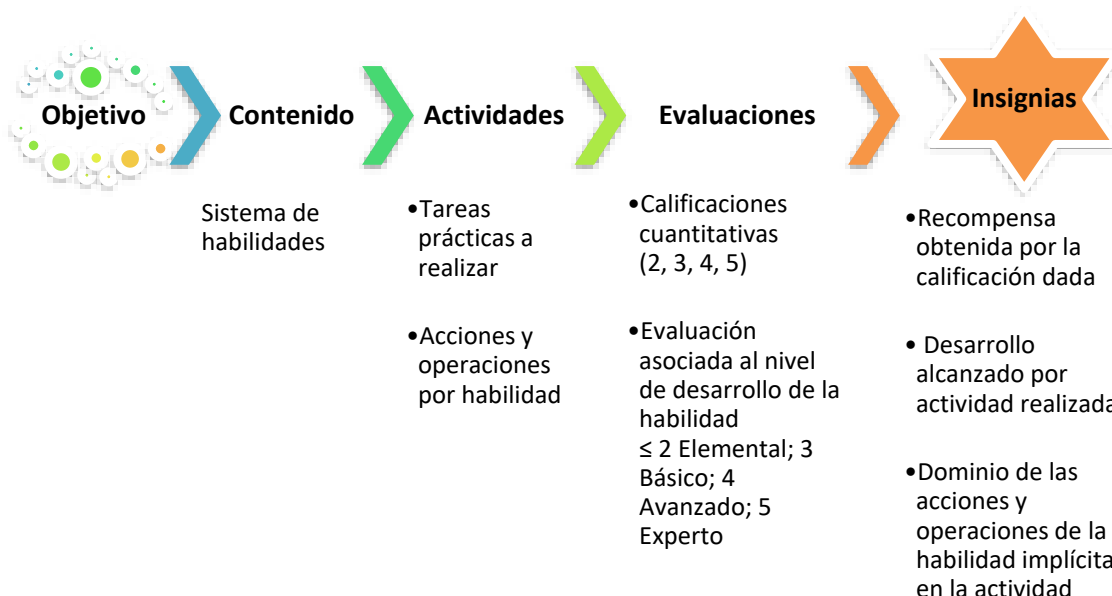 Objetivo
Contenido
Actividades
Evaluaciones
Insignias
Sistema de
habilidades
•Tareas
prácticas a
realizar
•Acciones y
operaciones
por habilidad
•Calificaciones
cuantitativas
(2, 3, 4, 5)
•Evaluación
asociada al nivel
de desarrollo de la
habilidad
≤ 2 Elemental; 3
Básico; 4
Avanzado; 5
Experto
•Recompensa
obtenida por la
calificación dada
• Desarrollo
alcanzado por
actividad realizada
•Dominio de las
acciones y
operaciones de la
habilidad implícita
en la actividad